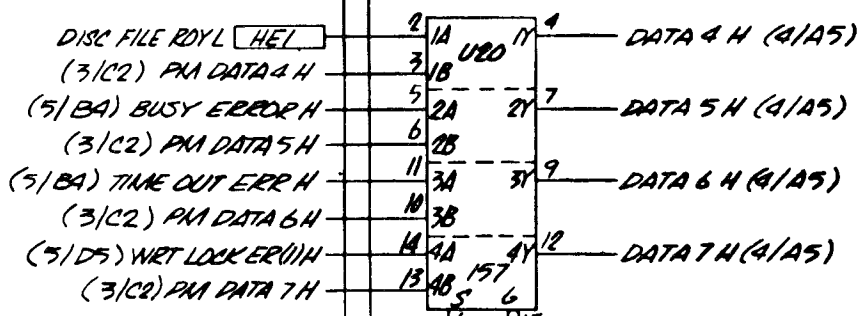 DISC FILE RDY L HE1 2 1A U20 1Y 4 DATA 4 H (4/A5)
(3/C2) PM DATA 4 H 3 1B
(5/B4) BUSY ERROR H 5 2A 2Y 7 DATA 5 H (4/A5)
(3/C2) PM DATA 5 H 6 2B
(5/B4) TIME OUT ERR H 11 3A 3Y 9 DATA 6 H (4/A5)
(3/C2) PM DATA 6 H 10 3B
(5/D5) WRT LOCK ER(1)H 14 4A 4Y 12 DATA 7 H (4/A5)
(3/C2) PM DATA 7 H 13 4B 157
S G